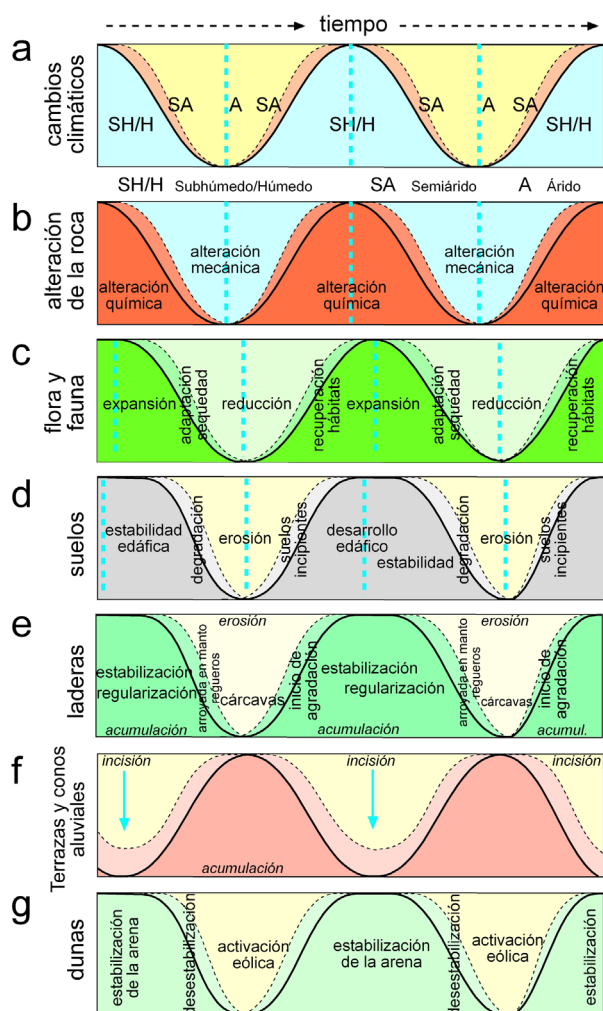 tiempo
a
cambios
climáticos
SH/H
SA
A
SA
SH/H
SA
A
SA
SH/H
SH/H Subhúmedo/Húmedo SA Semiárido A Árido
b
alteración
de la roca
alteración
química
alteración
mecánica
alteración
química
alteración
mecánica
alteración
química
c
flora y
fauna
expansión
adaptación
sequedad
reducción
recuperación
hábitats
expansión
adaptación
sequedad
reducción
recuperación
hábitats
d
suelos
estabilidad
edáfica
degradación
erosión
suelos
incipientes
desarrollo
edáfico
estabilidad
degradación
erosión
suelos
incipientes
e
laderas
estabilización
regularización
acumulación
arroyada en manto
regueros
erosión
cárcavas
inicio de
agradación
estabilización
regularización
acumulación
arroyada en manto
regueros
erosión
cárcavas
inicio de
agradación
acumul.
f
Terrazas y conos
aluviales
incisión
acumulación
incisión
incisión
g
dunas
estabilización
de la arena
desestabilización
activación
eólica
estabilización
de la arena
desestabilización
activación
eólica
estabilización